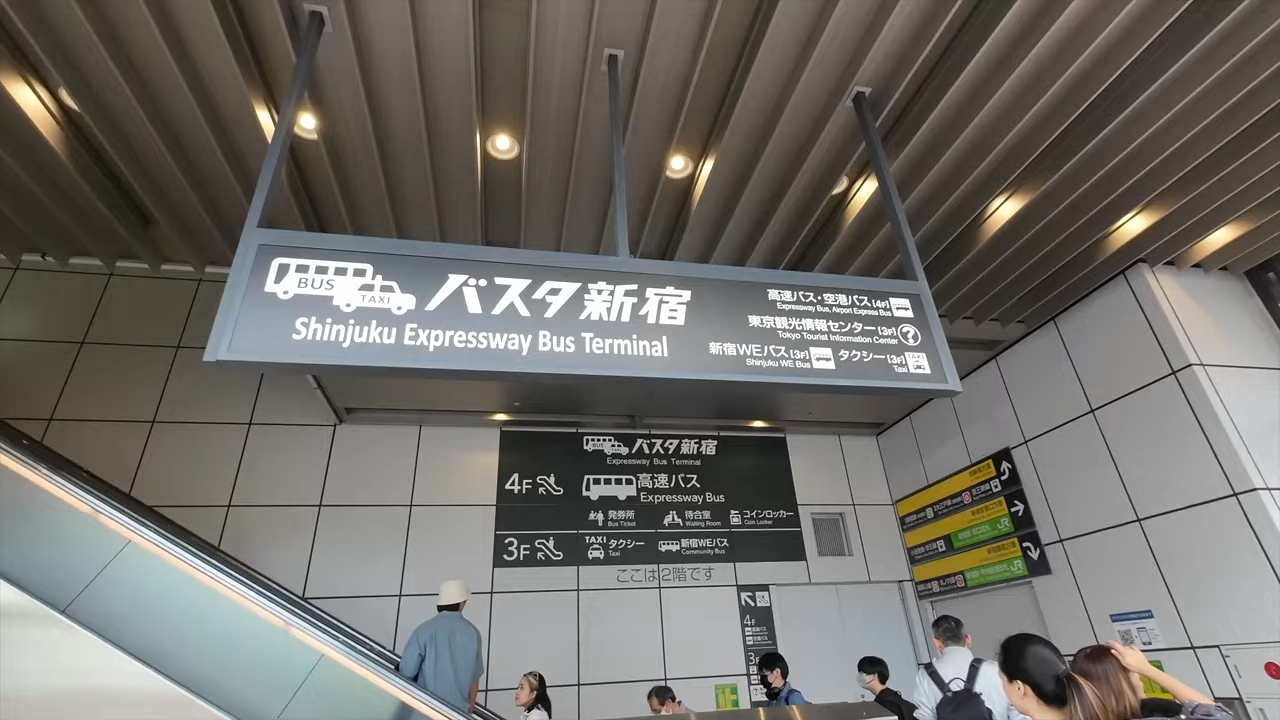 BUS
TAXI
バスタ新宿
Shinjuku Expressway Bus Terminal
高速バス・空港バス [4F]
Expressway Bus, Airport Express Bus
東京観光情報センター [3F]
Tokyo Tourist Information Center
新宿WEバス [3F]
Shinjuku WE Bus
タクシー [3F]
Taxi
TAXI
バスタ新宿
Expressway Bus Terminal
4F
高速バス
Expressway Bus
発券所
Bus Ticket
待合室
Waiting Room
コインロッカー
Coin Locker
3F
TAXI
タクシー
Taxi
新宿WEバス
Community Bus
ここは2階です
4F
3F
JR
JR